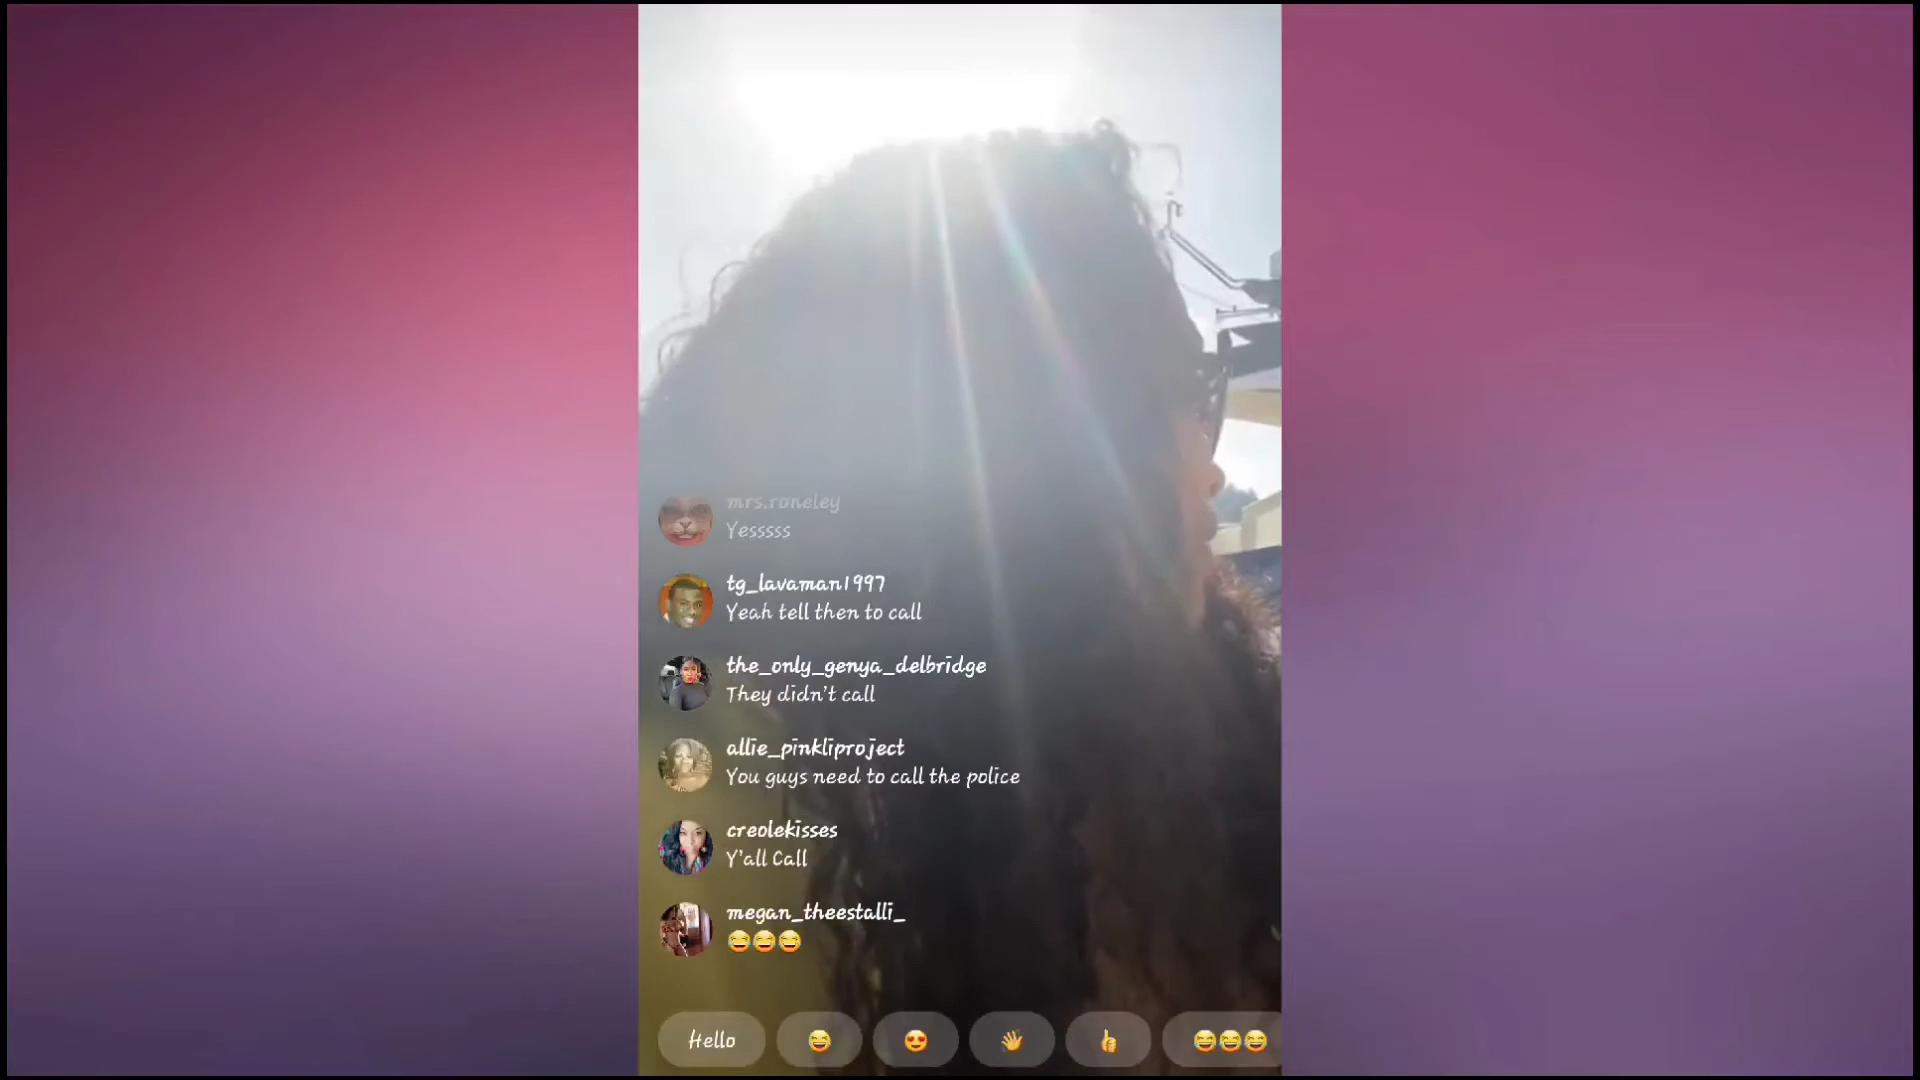 mrs.roneley
Yesssss
tg_lavaman1997
Yeah tell then to call
the_only_genya_delbridge
They didn't call
allie_pinkliproject
You guys need to call the police
creolekisses
Y'all Call
megan_theestalli_
😂😂😂
Hello 😂 😍 👋 👍 😂😂😂